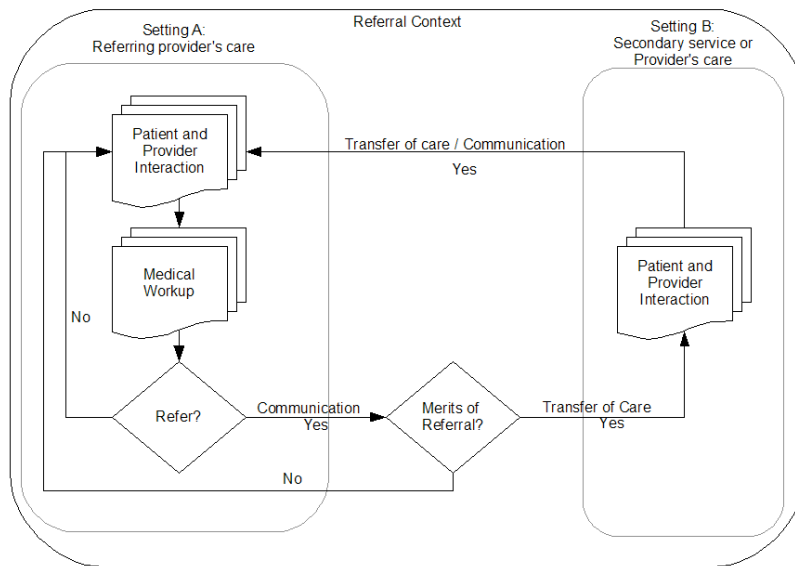 Referral Context
Setting A:
Referring provider's care
Setting B:
Secondary service or
Provider's care
Patient and
Provider
Interaction
Transfer of care / Communication
Yes
Medical
Workup
Patient and
Provider
Interaction
No
Refer?
Communication
Yes
Merits of
Referral?
Transfer of Care
Yes
No